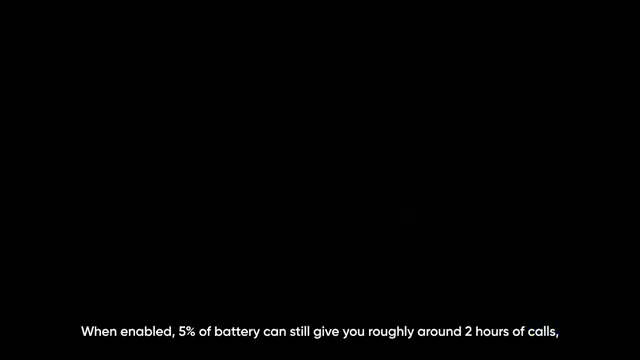 When enabled, 5% of battery can still give you roughly around 2 hours of calls,